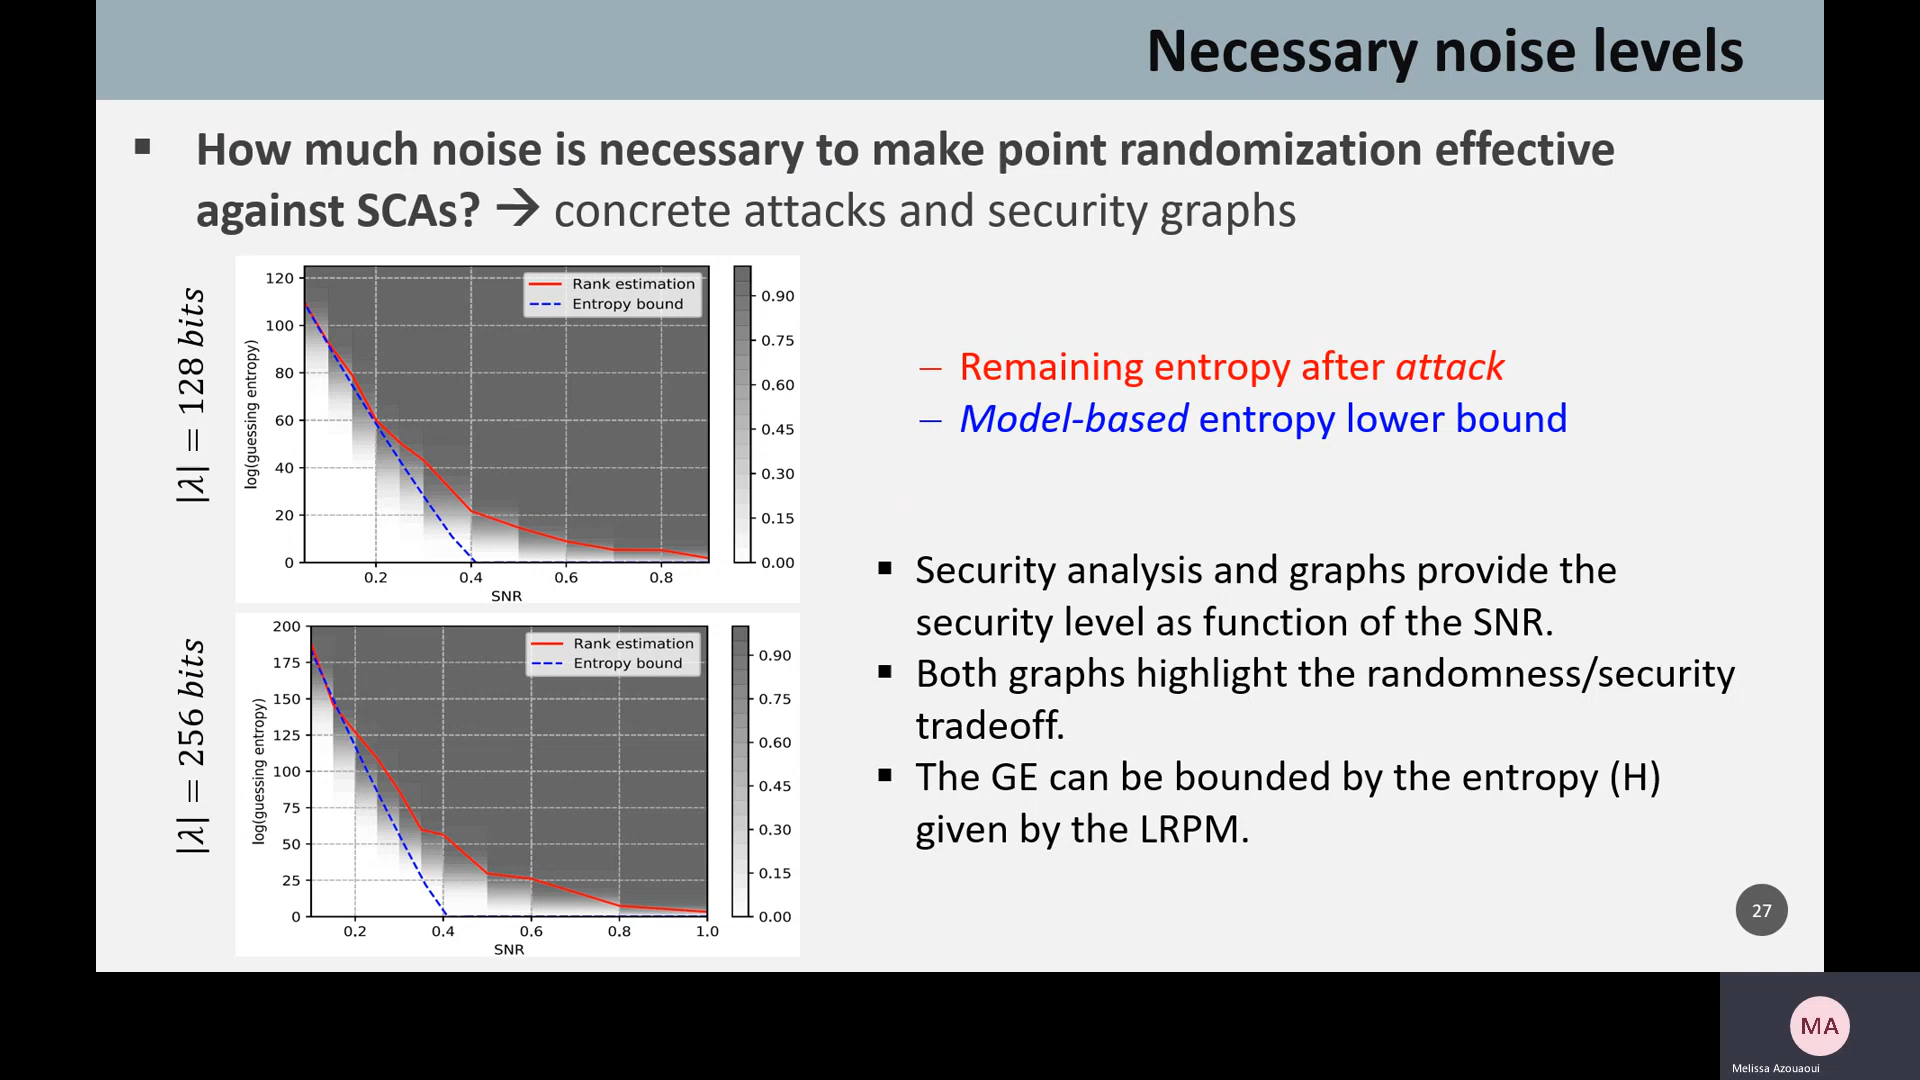 Necessary noise levels
▪ How much noise is necessary to make point randomization effective
against SCAs? → concrete attacks and security graphs
|λ| = 128 bits
120
100
80
60
40
20
0
log(guessing entropy)
Rank estimation
Entropy bound
0.2 0.4 0.6 0.8
SNR
0.90
0.75
0.60
0.45
0.30
0.15
0.00
|λ| = 256 bits
200
175
150
125
100
75
50
25
0
log(guessing entropy)
Rank estimation
Entropy bound
0.2 0.4 0.6 0.8 1.0
SNR
0.90
0.75
0.60
0.45
0.30
0.15
0.00
– Remaining entropy after attack
– Model-based entropy lower bound
▪ Security analysis and graphs provide the
security level as function of the SNR.
▪ Both graphs highlight the randomness/security
tradeoff.
▪ The GE can be bounded by the entropy (H)
given by the LRPM.
27
MA
Melissa Azouaoui